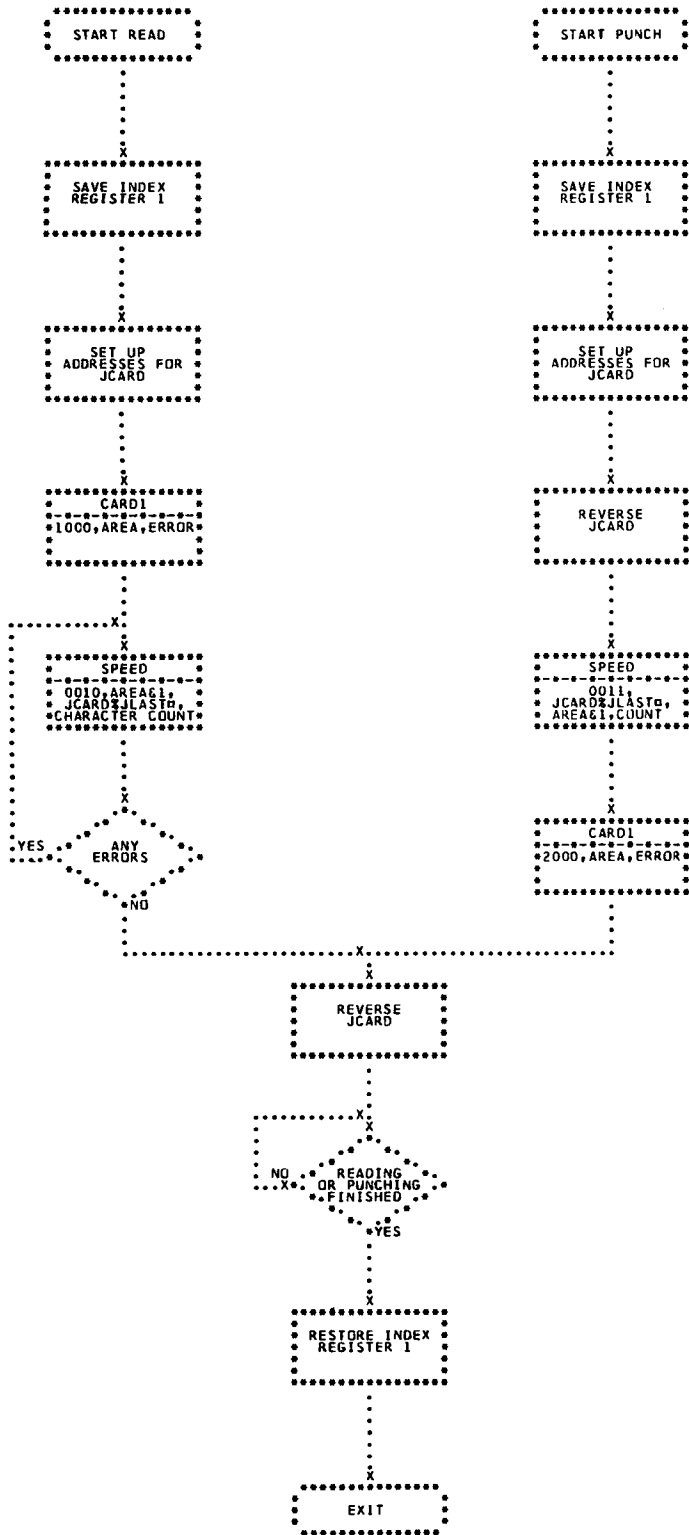 START READ
START PUNCH
SAVE INDEX
REGISTER 1
SAVE INDEX
REGISTER 1
SET UP
ADDRESSES FOR
JCARD
SET UP
ADDRESSES FOR
JCARD
CARD1
1000,AREA,ERROR
REVERSE
JCARD
SPEED
0010,AREA&1,
JCARD%JLAST¤,
CHARACTER COUNT
SPEED
0011,
JCARD%JLAST¤,
AREA&1,COUNT
YES
ANY
ERRORS
NO
CARD1
2000,AREA,ERROR
REVERSE
JCARD
NO
READING
OR PUNCHING
FINISHED
YES
RESTORE INDEX
REGISTER 1
EXIT